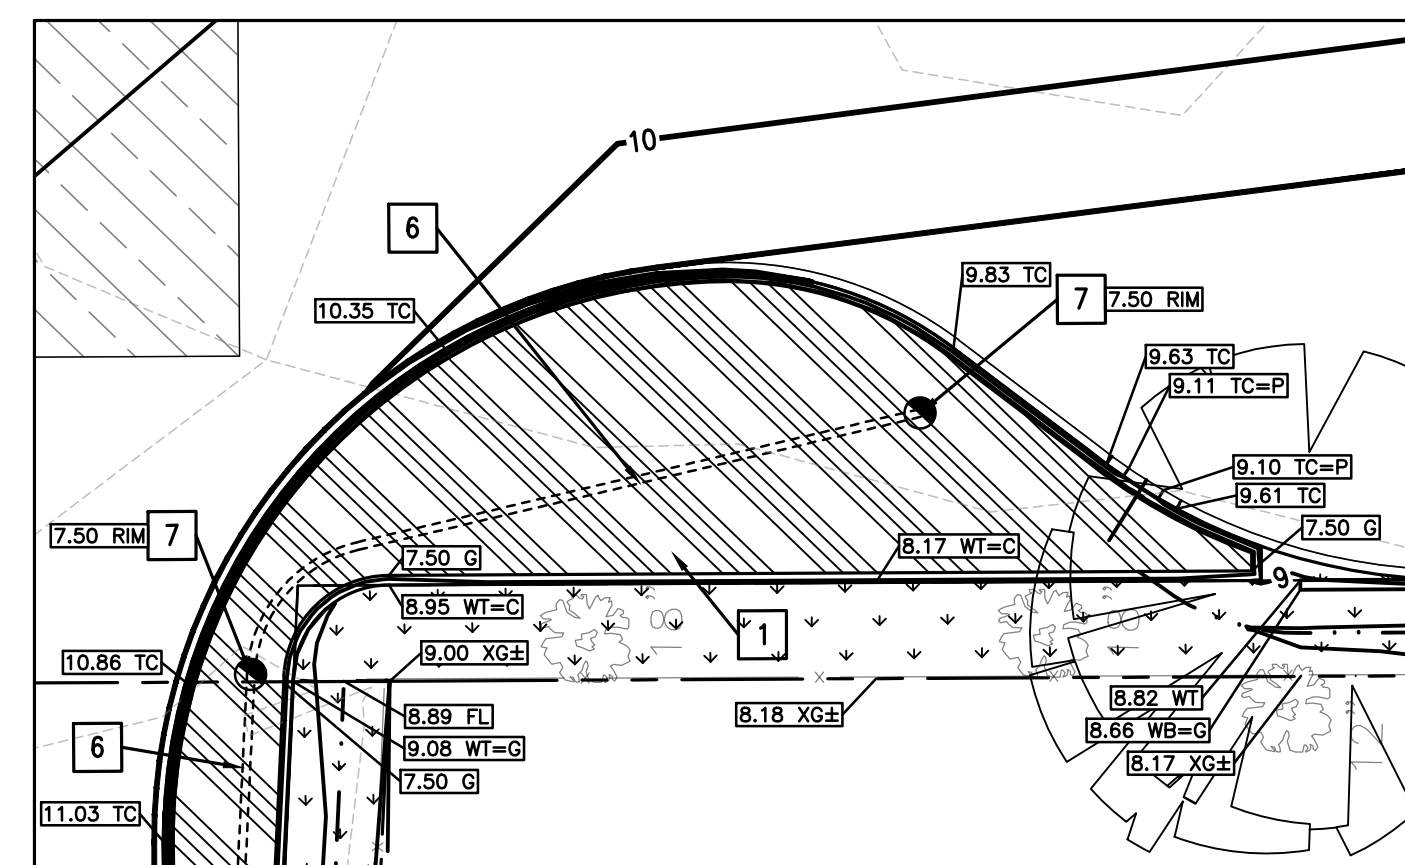 10
6
9.83 TC
7
7.50 RIM
10.35 TC
9.63 TC
9.11 TC=P
9.10 TC=P
9.61 TC
7.50 RIM
7
7.50 G
8.17 WT=C
7.50 G
9
8.95 WT=C
1
18"
18"
9.00 XG±
10.86 TC
8.89 FL
8.18 XG±
8.82 WT
8.66 WB=G
9.08 WT=G
6
8.17 XG±
7.50 G
12"
11.03 TC